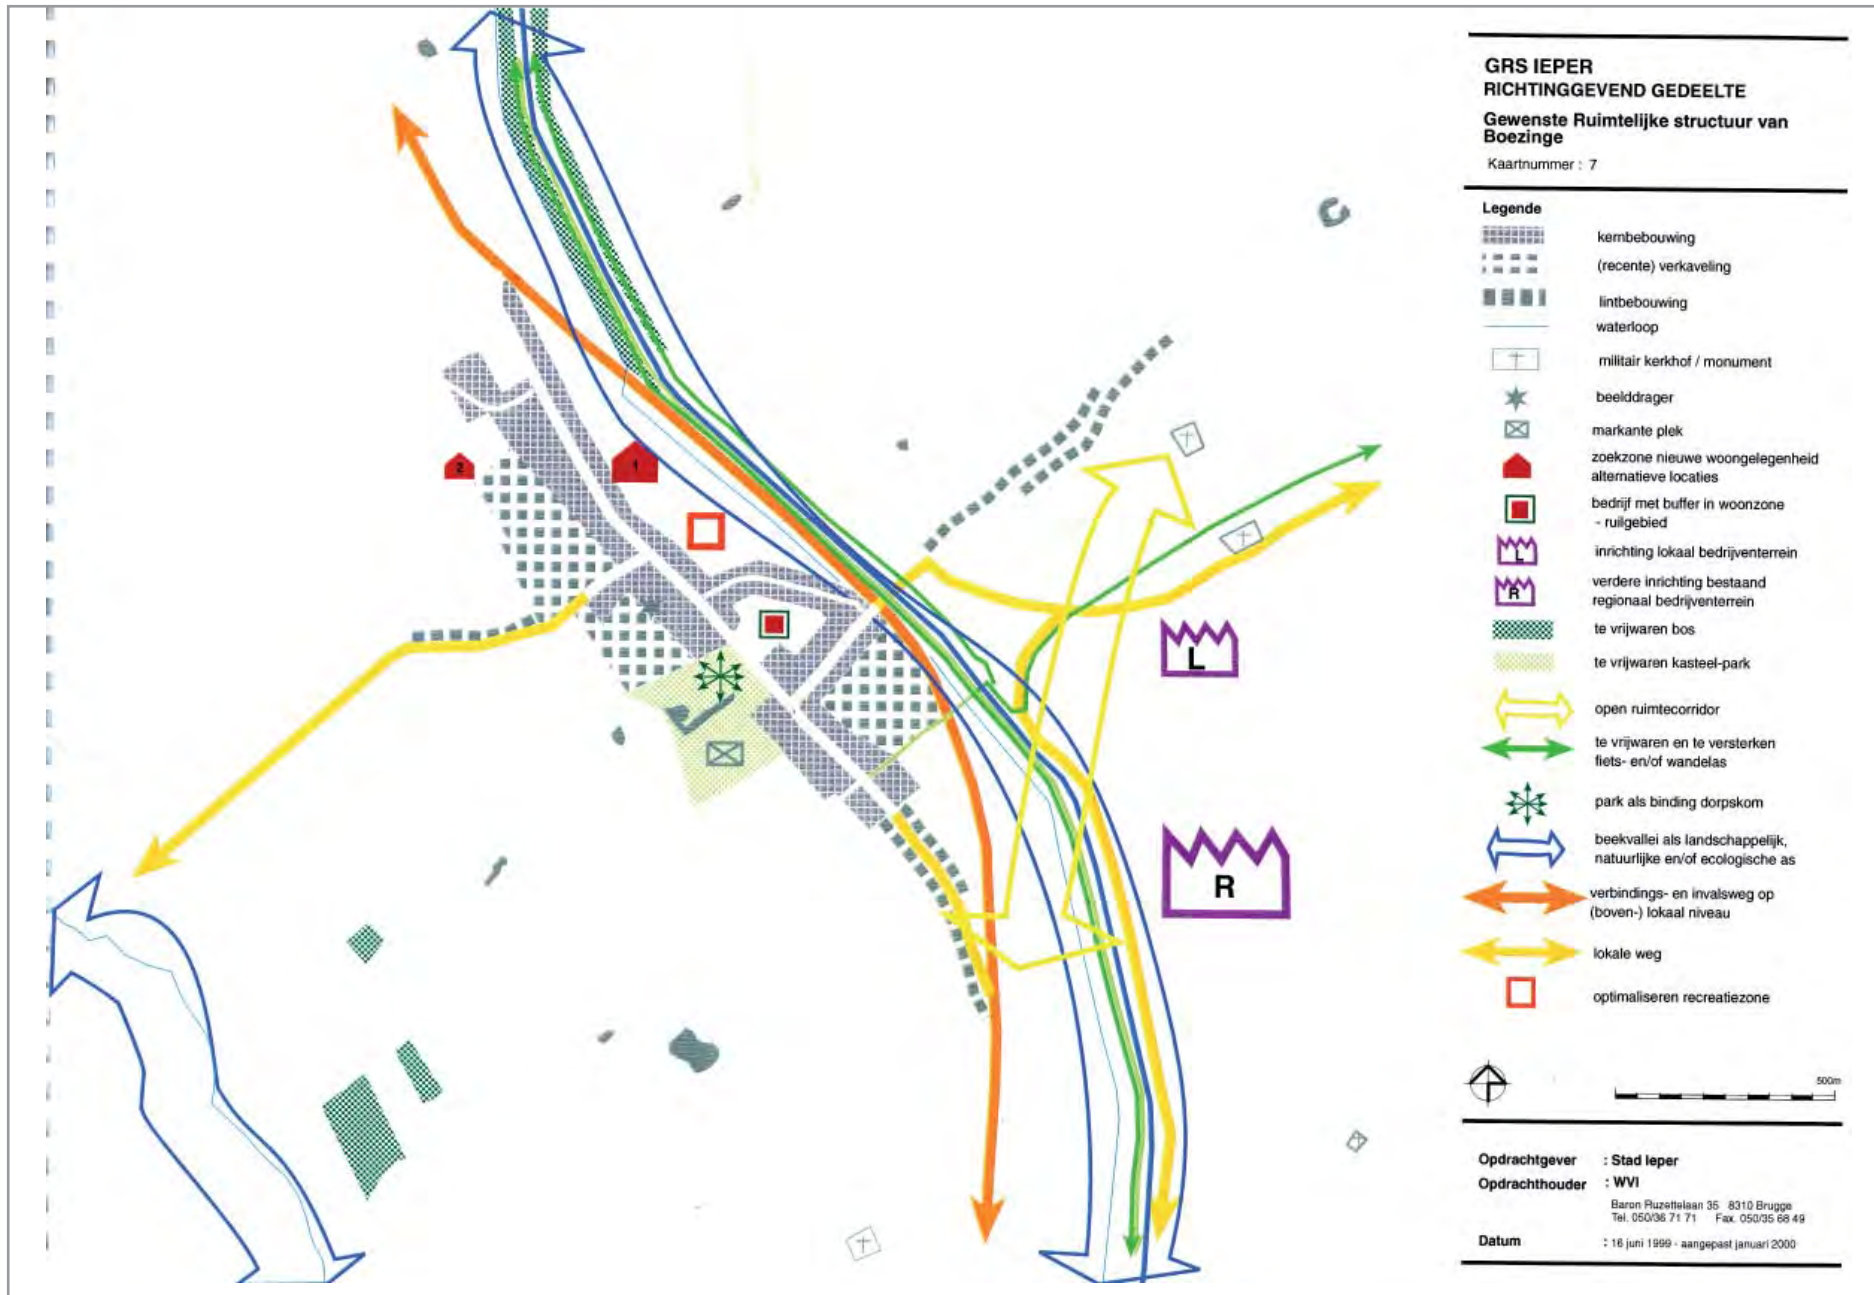 GRS IEPER
RICHTINGGEVEND GEDEELTE
Gewenste Ruimtelijke structuur van
Boezinge
Kaartnummer : 7
Legende
kernbebouwing
(recente) verkaveling
lintbebouwing
waterloop
militair kerkhof / monument
beelddrager
markante plek
zoekzone nieuwe woongelegenheid
alternatieve locaties
bedrijf met buffer in woonzone
- ruilgebied
L
inrichting lokaal bedrijventerrein
R
verdere inrichting bestaand
regionaal bedrijventerrein
te vrijwaren bos
te vrijwaren kasteel-park
open ruimtecorridor
te vrijwaren en te versterken
fiets- en/of wandelas
park als binding dorpskom
beekvallei als landschappelijk,
natuurlijke en/of ecologische as
verbindings- en invalsweg op
(boven-) lokaal niveau
lokale weg
optimaliseren recreatiezone
500m
Opdrachtgever : Stad Ieper
Opdrachthouder : WVI
Baron Ruzettelaan 35 8310 Brugge
Tel. 050/36 71 71 Fax. 050/35 68 49
Datum : 16 juni 1999 - aangepast januari 2000
2
1
L
R